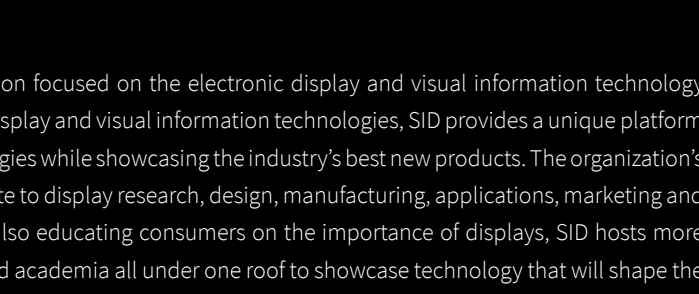 on focused on the electronic display and visual information technology
splay and visual information technologies, SID provides a unique platform
gies while showcasing the industry’s best new products. The organization’s
te to display research, design, manufacturing, applications, marketing and
lso educating consumers on the importance of displays, SID hosts more
d academia all under one roof to showcase technology that will shape the